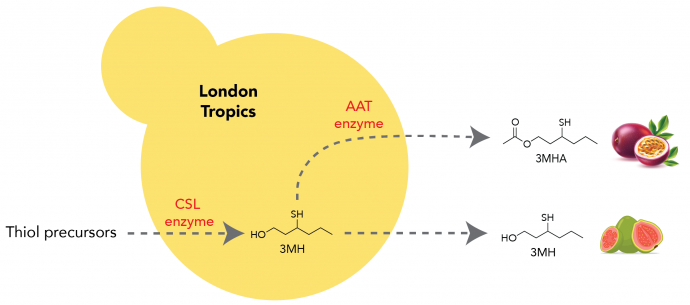 London
Tropics
AAT
enzyme
O
O
SH
3MHA
CSL
enzyme
Thiol precursors
HO
SH
3MH
HO
SH
3MH